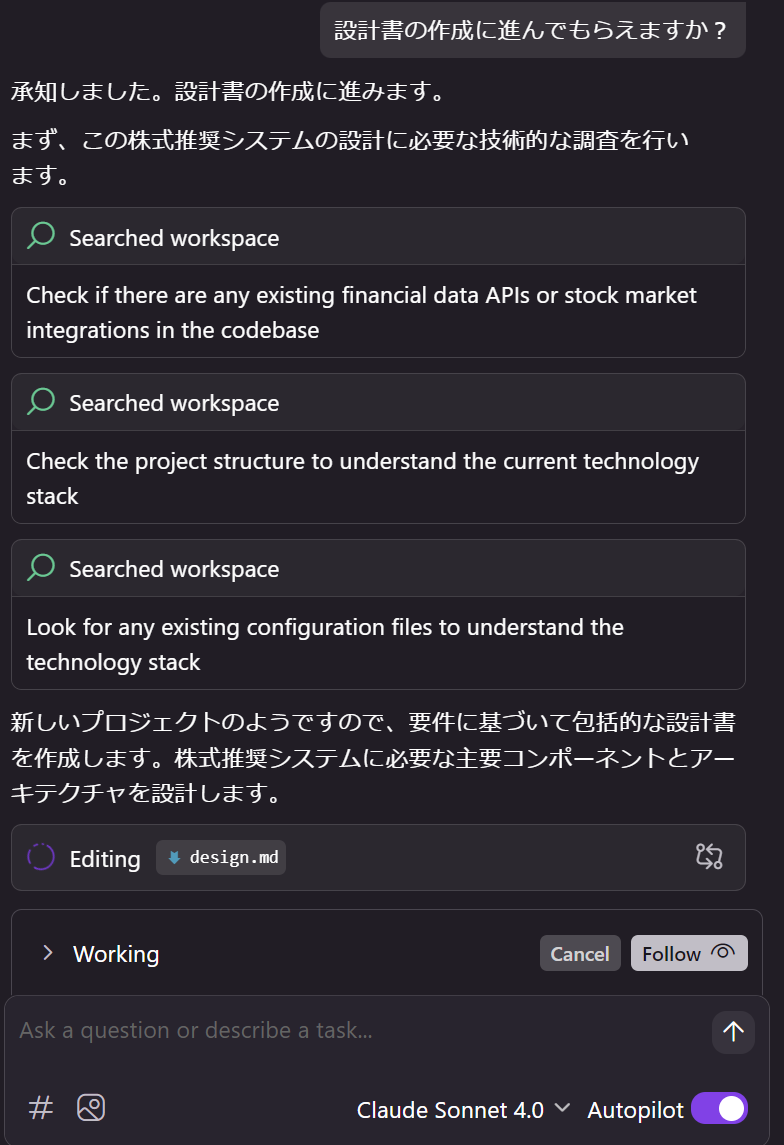 設計書の作成に進んでもらえますか？
承知しました。設計書の作成に進みます。
まず、この株式推奨システムの設計に必要な技術的な調査を行い
ます。
Searched workspace
Check if there are any existing financial data APIs or stock market
integrations in the codebase
Searched workspace
Check the project structure to understand the current technology
stack
Searched workspace
Look for any existing configuration files to understand the
technology stack
新しいプロジェクトのようですので、要件に基づいて包括的な設計書
を作成します。株式推奨システムに必要な主要コンポーネントとアー
キテクチャを設計します。
Editing design.md
Working Cancel Follow
Ask a question or describe a task...
# Claude Sonnet 4.0 Autopilot